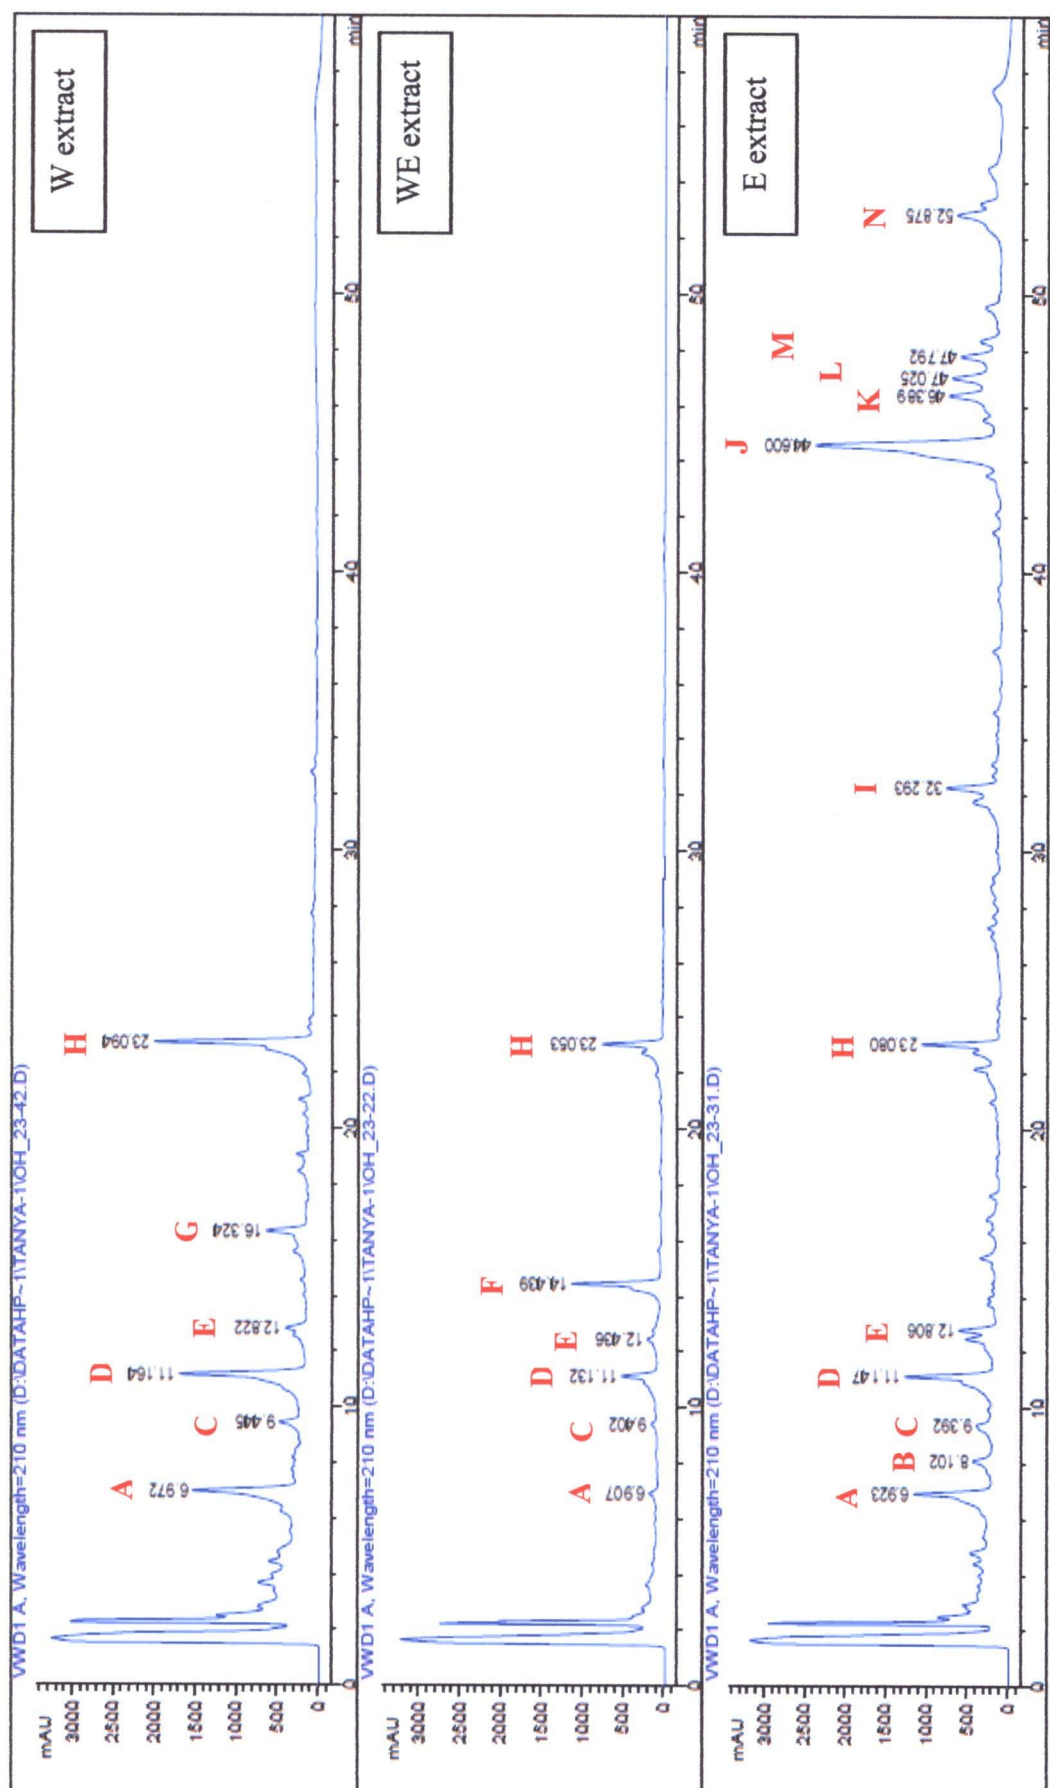 VWD1 A, Wavelength=210 nm (D:\DATAHP~1\TANYA-1\OH_23-42.D)
W extract
mAU
3000
2500
2000
1500
1000
500
0
A
6.972
C
9.445
D
11.164
E
12.822
G
16.324
H
23.094
0
10
20
30
40
50
min
VWD1 A, Wavelength=210 nm (D:\DATAHP~1\TANYA-1\OH_23-22.D)
WE extract
mAU
3000
2500
2000
1500
1000
500
0
A
6.907
C
9.402
D
11.132
E
12.436
F
14.439
H
23.053
0
10
20
30
40
50
min
VWD1 A, Wavelength=210 nm (D:\DATAHP~1\TANYA-1\OH_23-31.D)
E extract
mAU
3000
2500
2000
1500
1000
500
0
A
6.923
B
8.102
C
9.392
D
11.147
E
12.806
H
23.080
I
32.293
J
44.600
K
46.389
L
47.025
M
47.792
N
52.875
0
10
20
30
40
50
min